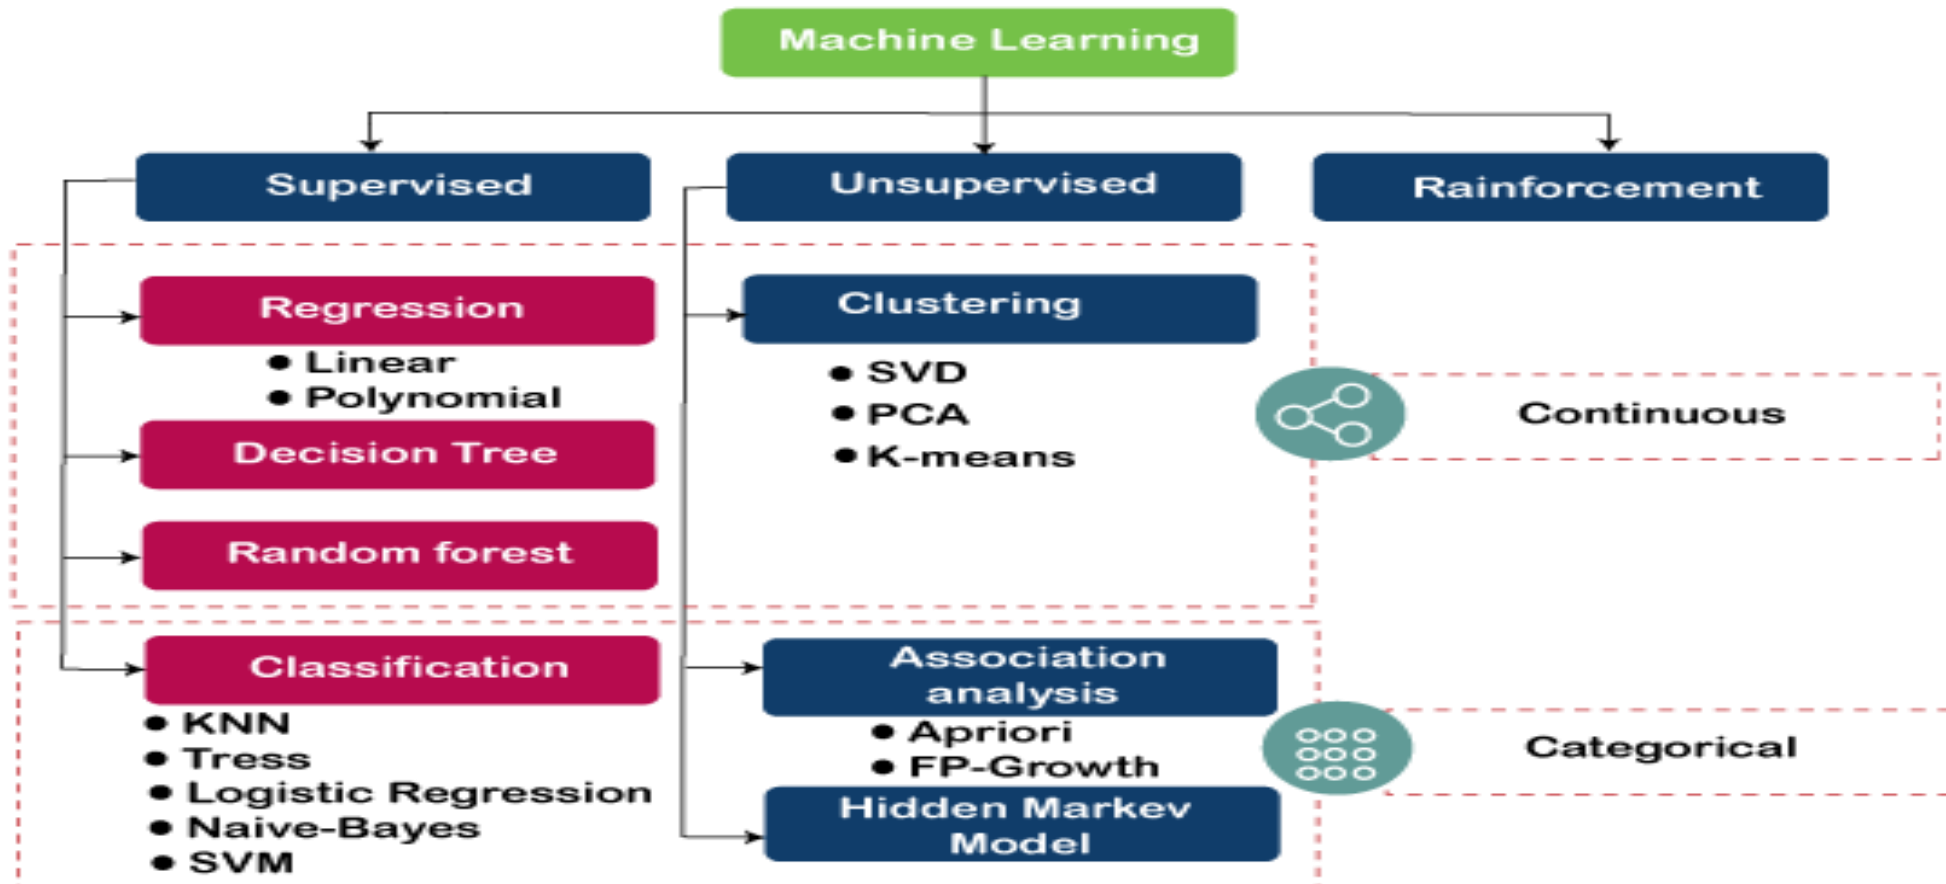 Machine Learning
Supervised
Unsupervised
Rainforcement
Regression
● Linear
● Polynomial
Decision Tree
Random forest
Clustering
● SVD
● PCA
● K-means
Continuous
Classification
● KNN
● Tress
● Logistic Regression
● Naive-Bayes
● SVM
Association
analysis
● Apriori
● FP-Growth
Hidden Markev
Model
Categorical